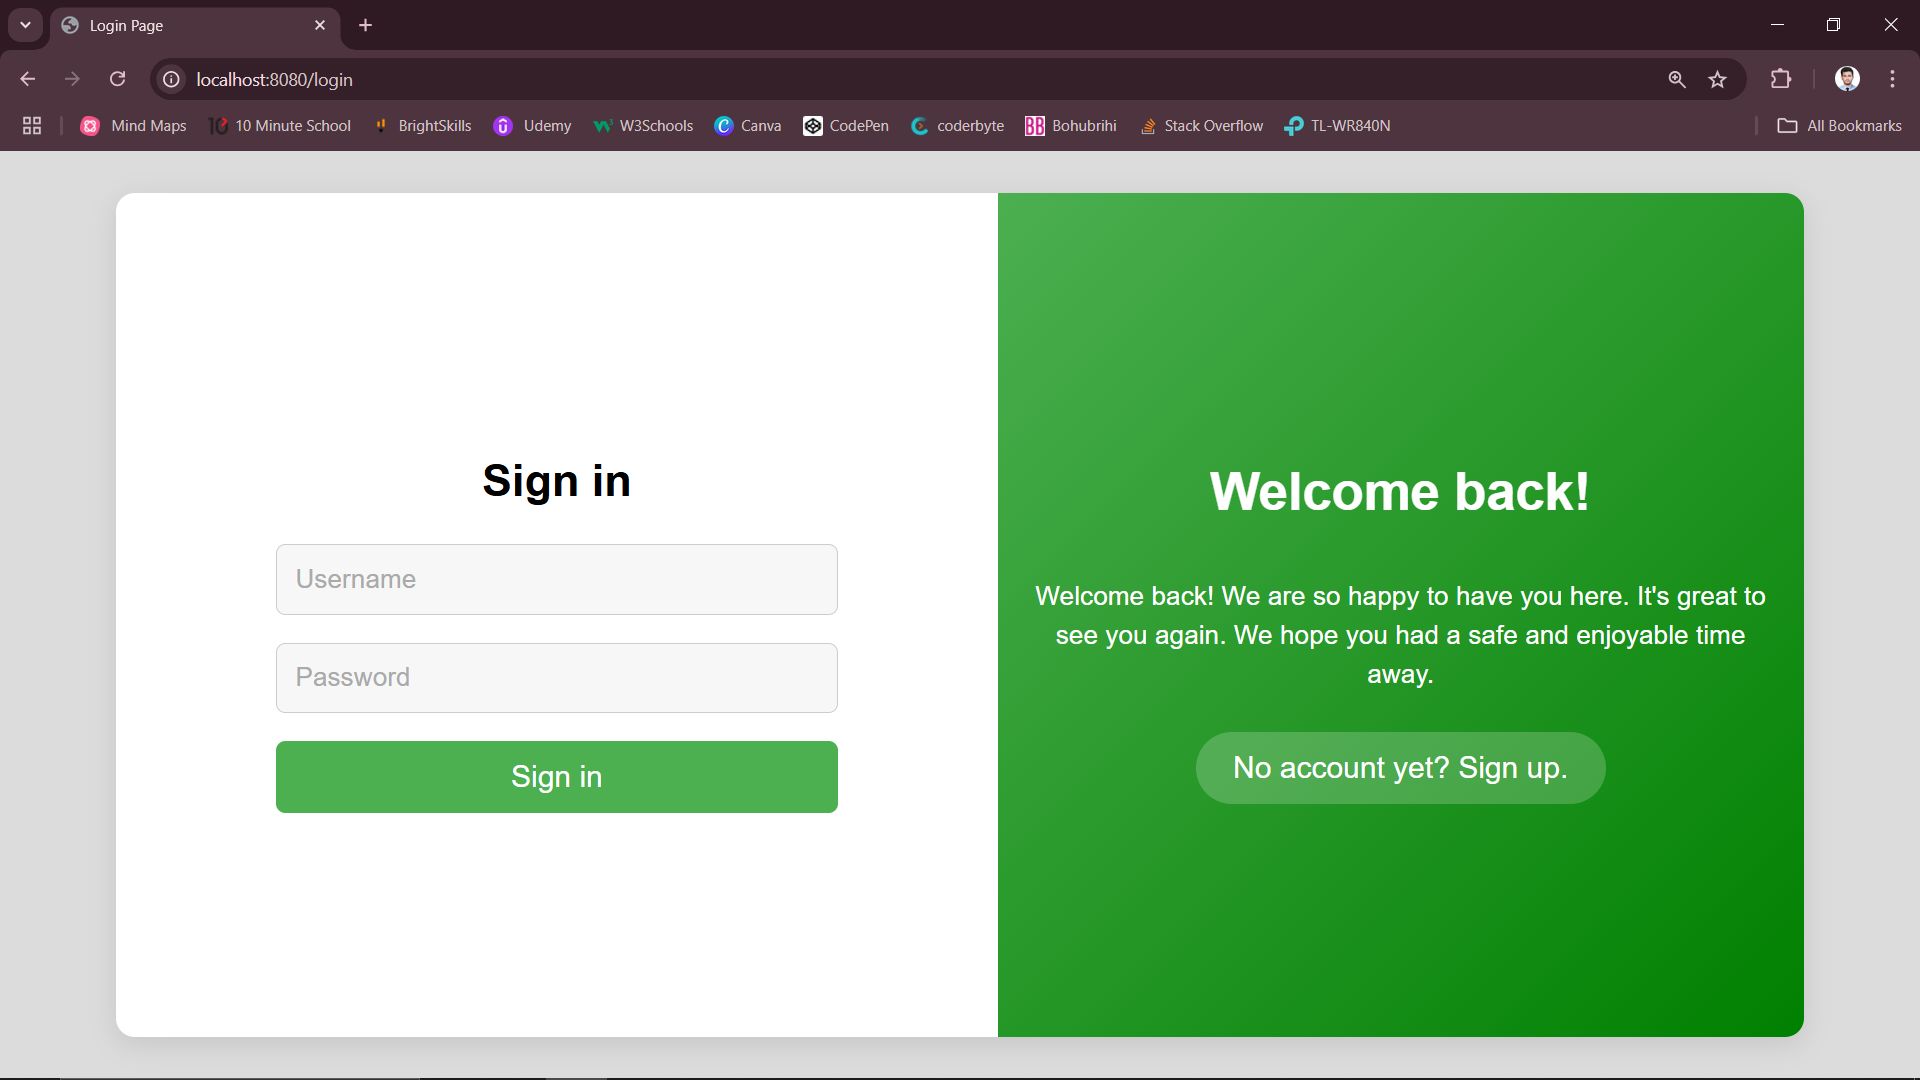 Login Page
localhost:8080/login
Mind Maps 10 Minute School BrightSkills Udemy W3Schools Canva CodePen coderbyte Bohubrihi Stack Overflow TL-WR840N All Bookmarks
Sign in
Username
Password
Sign in
Welcome back!
Welcome back! We are so happy to have you here. It's great to
see you again. We hope you had a safe and enjoyable time
away.
No account yet? Sign up.